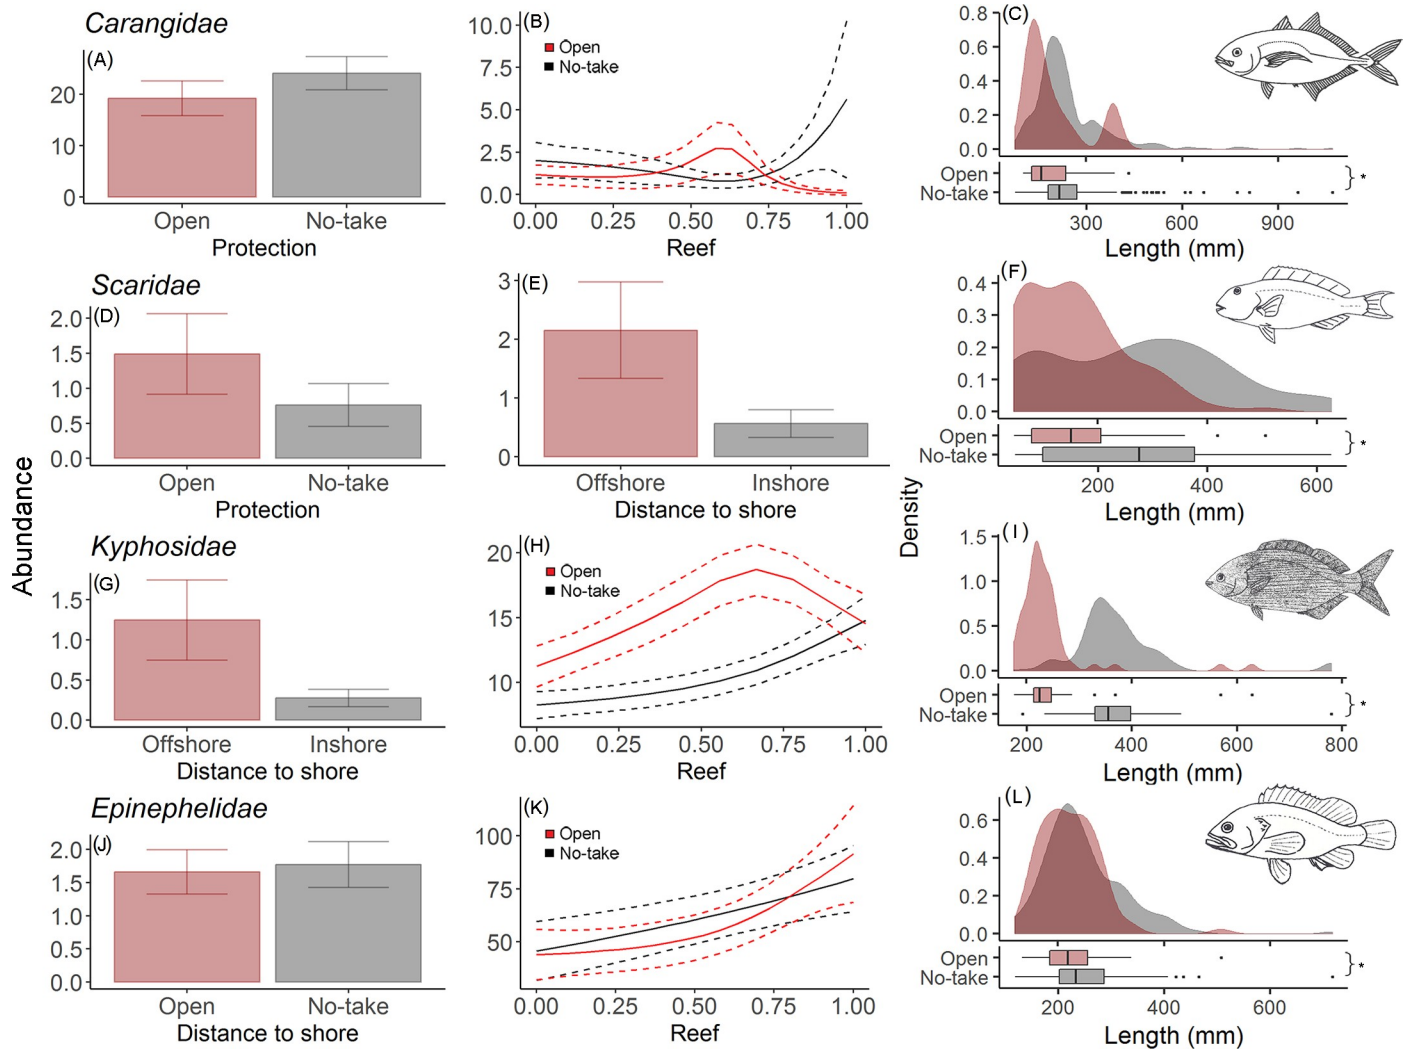 Carangidae
(A)
20
10
0
Open No-take
Protection
(B)
Open
No-take
10.0
7.5
5.0
2.5
0.0
0.00 0.25 0.50 0.75 1.00
Reef
(C)
0.8
0.6
0.4
0.2
0.0
Open
No-take
*
300 600 900
Length (mm)
Scaridae
(D)
2.0
1.5
1.0
0.5
0.0
Open No-take
Protection
(E)
3
2
1
0
Offshore Inshore
Distance to shore
(F)
0.4
0.3
0.2
0.1
0.0
Open
No-take
*
200 400 600
Length (mm)
Abundance
Density
Kyphosidae
(G)
1.5
1.0
0.5
0.0
Offshore Inshore
Distance to shore
(H)
Open
No-take
20
15
10
0.00 0.25 0.50 0.75 1.00
Reef
(I)
1.5
1.0
0.5
0.0
Open
No-take
*
200 400 600 800
Length (mm)
Epinephelidae
(J)
2.0
1.5
1.0
0.5
0.0
Open No-take
Distance to shore
(K)
Open
No-take
100
75
50
0.00 0.25 0.50 0.75 1.00
Reef
(L)
0.6
0.4
0.2
0.0
Open
No-take
*
200 400 600
Length (mm)